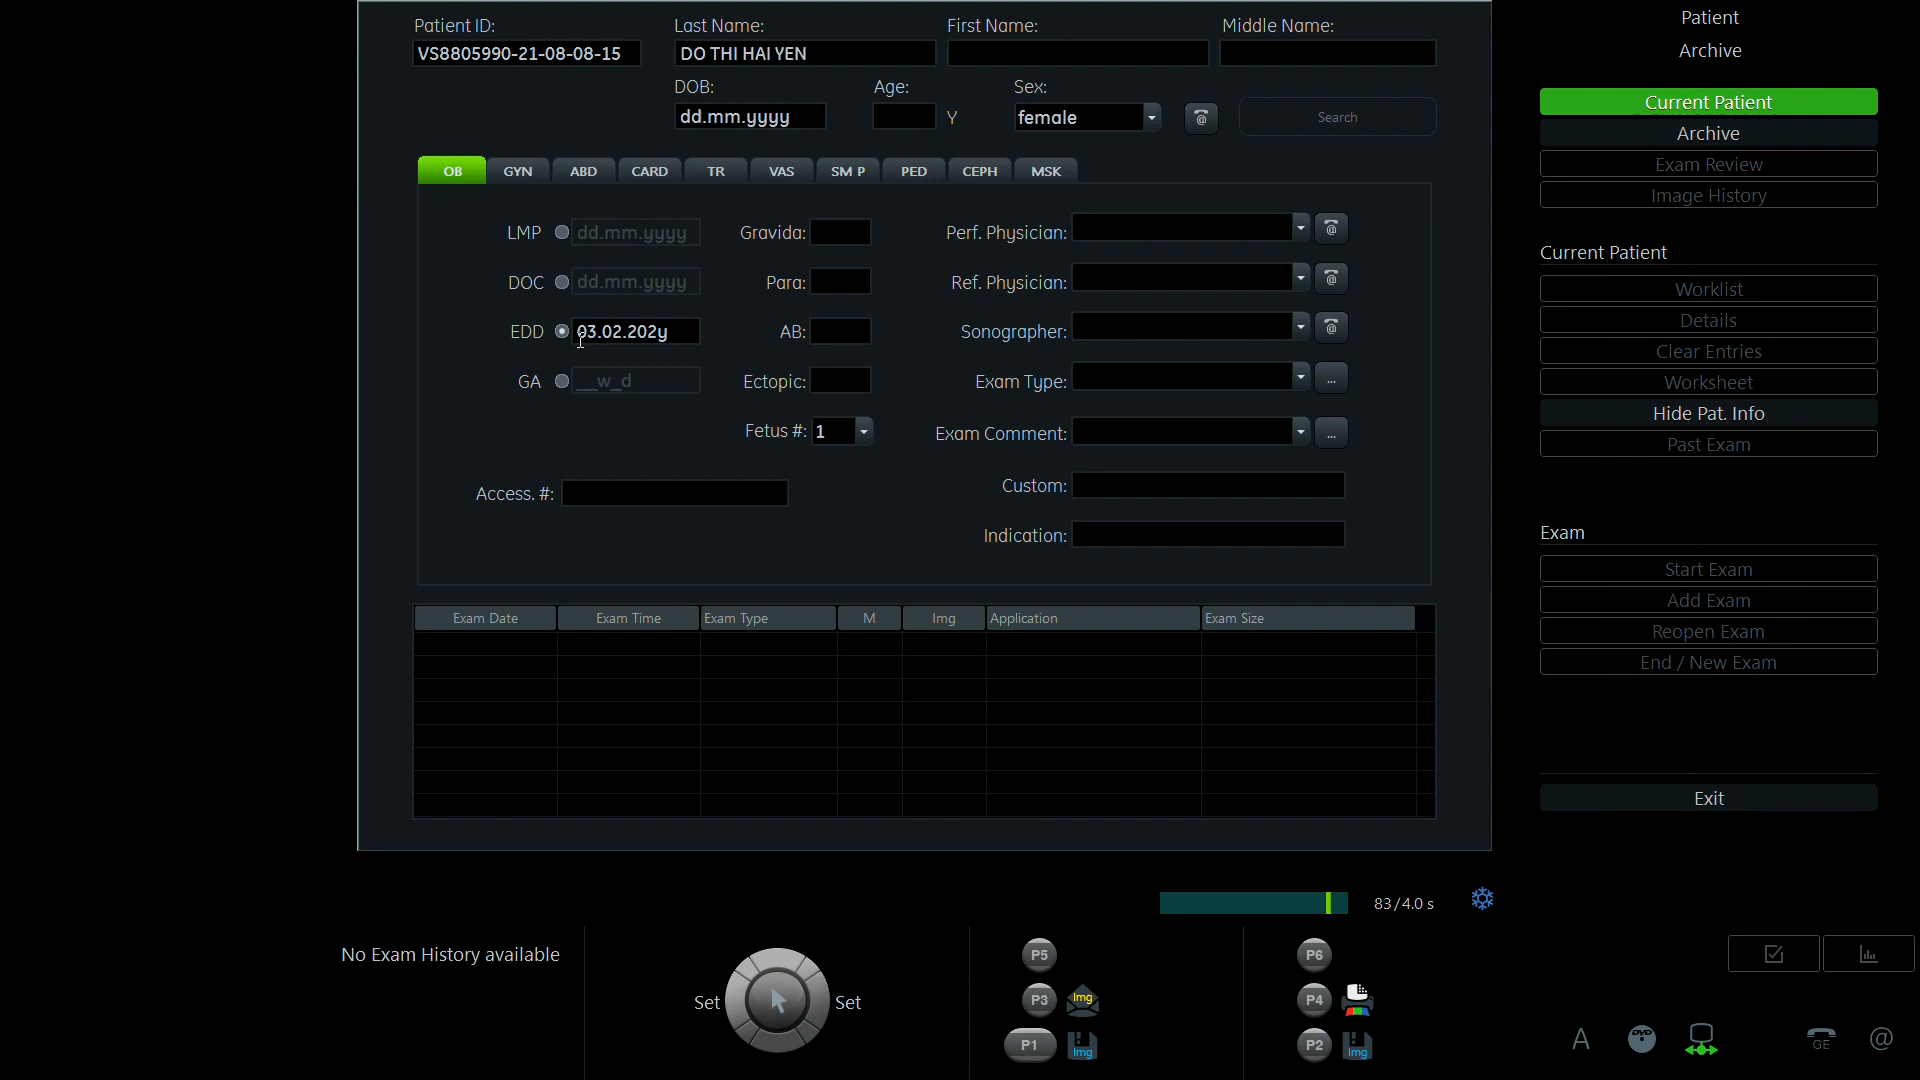 Patient ID: Last Name: First Name: Middle Name:
VS8805990-21-08-08-15 DO THI HAI YEN
DOB: Age: Sex:
dd.mm.yyyy Y female @ Search
OB GYN ABD CARD TR VAS SM P PED CEPH MSK
LMP dd.mm.yyyy Gravida: Perf. Physician: @
DOC dd.mm.yyyy Para: Ref. Physician: @
EDD 03.02.202y AB: Sonographer: @
GA __w_d Ectopic: Exam Type: ...
Fetus #: 1 Exam Comment: ...
Access. #: Custom:
Indication:
Exam Date Exam Time Exam Type M Img Application Exam Size
Patient
Archive
Current Patient
Archive
Exam Review
Image History
Current Patient
Worklist
Details
Clear Entries
Worksheet
Hide Pat. Info
Past Exam
Exam
Start Exam
Add Exam
Reopen Exam
End / New Exam
Exit
83/4.0 s
No Exam History available
Set Set
P5 P6
P3 Img P4
P1 Img P2 Img
A DVD GE @